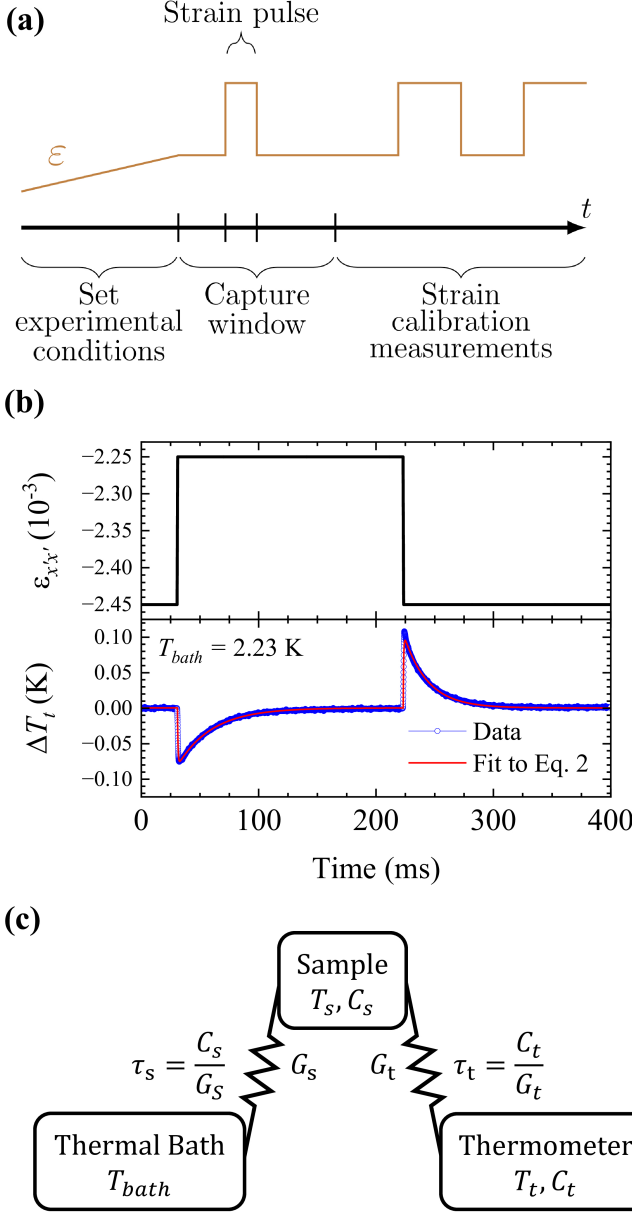 (a)
Strain pulse
ε
t
Set
experimental
conditions
Capture
window
Strain
calibration
measurements
(b)
−2.25
−2.30
−2.35
−2.40
−2.45
εx'x' (10⁻³)
Tbath = 2.23 K
0.10
0.05
0.00
−0.05
−0.10
ΔTt (K)
Data
Fit to Eq. 2
0 100 200 300 400
Time (ms)
(c)
Sample
Ts, Cs
τs = Cs/GS
Gs
Gt
τt = Ct/Gt
Thermal Bath
Tbath
Thermometer
Tt, Ct